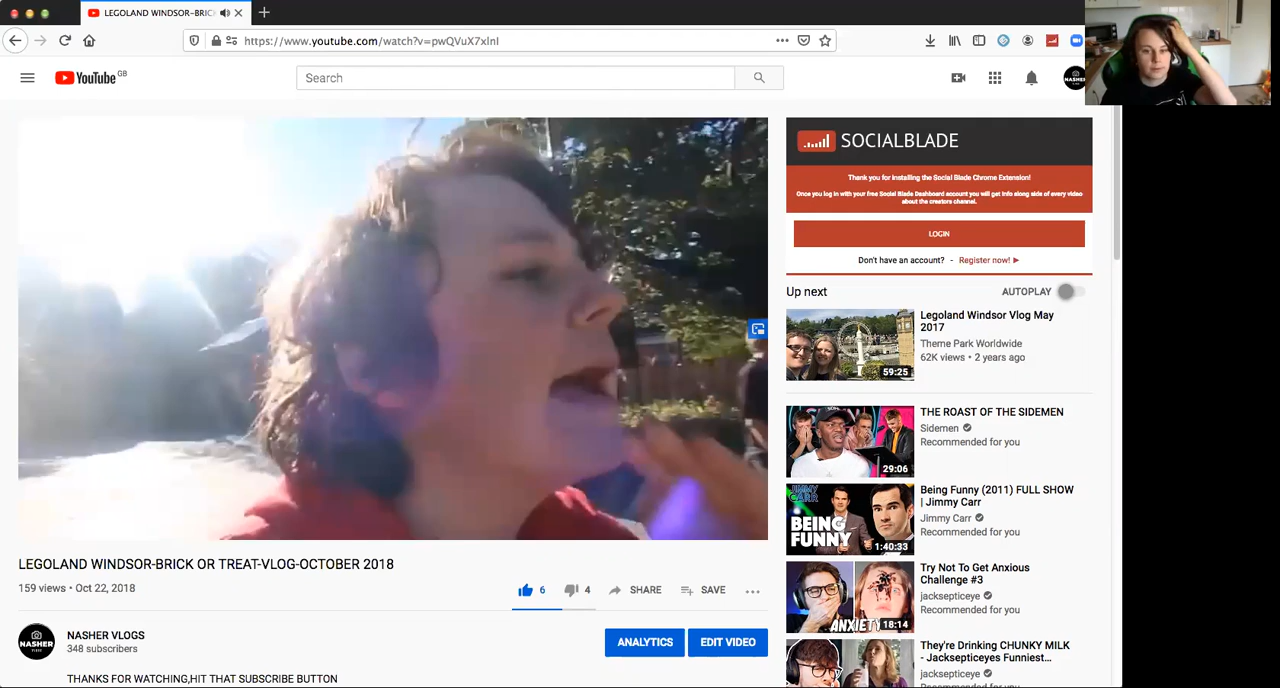 LEGOLAND WINDSOR-BRICK
https://www.youtube.com/watch?v=pwQVuX7xInI
YouTube GB
Search
NASHER
SOCIALBLADE
Thank you for installing the Social Blade Chrome Extension!
Once you log in with your free Social Blade Dashboard account you will get info along side of every video
about the creators channel.
LOGIN
Don't have an account? - Register now! ►
Up next
AUTOPLAY
Legoland Windsor Vlog May
2017
Theme Park Worldwide
62K views • 2 years ago
59:25
THE ROAST OF THE SIDEMEN
Sidemen
Recommended for you
29:06
Being Funny (2011) FULL SHOW
| Jimmy Carr
Jimmy Carr
Recommended for you
JIMMY
CARR
BEING
FUNNY
1:40:33
Try Not To Get Anxious
Challenge #3
jacksepticeye
Recommended for you
ANXIETY
18:14
They're Drinking CHUNKY MILK
- Jacksepticeyes Funniest...
jacksepticeye
Recommended for you
LEGOLAND WINDSOR-BRICK OR TREAT-VLOG-OCTOBER 2018
159 views • Oct 22, 2018
6
4
SHARE
SAVE
NASHER
NASHER VLOGS
348 subscribers
ANALYTICS
EDIT VIDEO
THANKS FOR WATCHING,HIT THAT SUBSCRIBE BUTTON